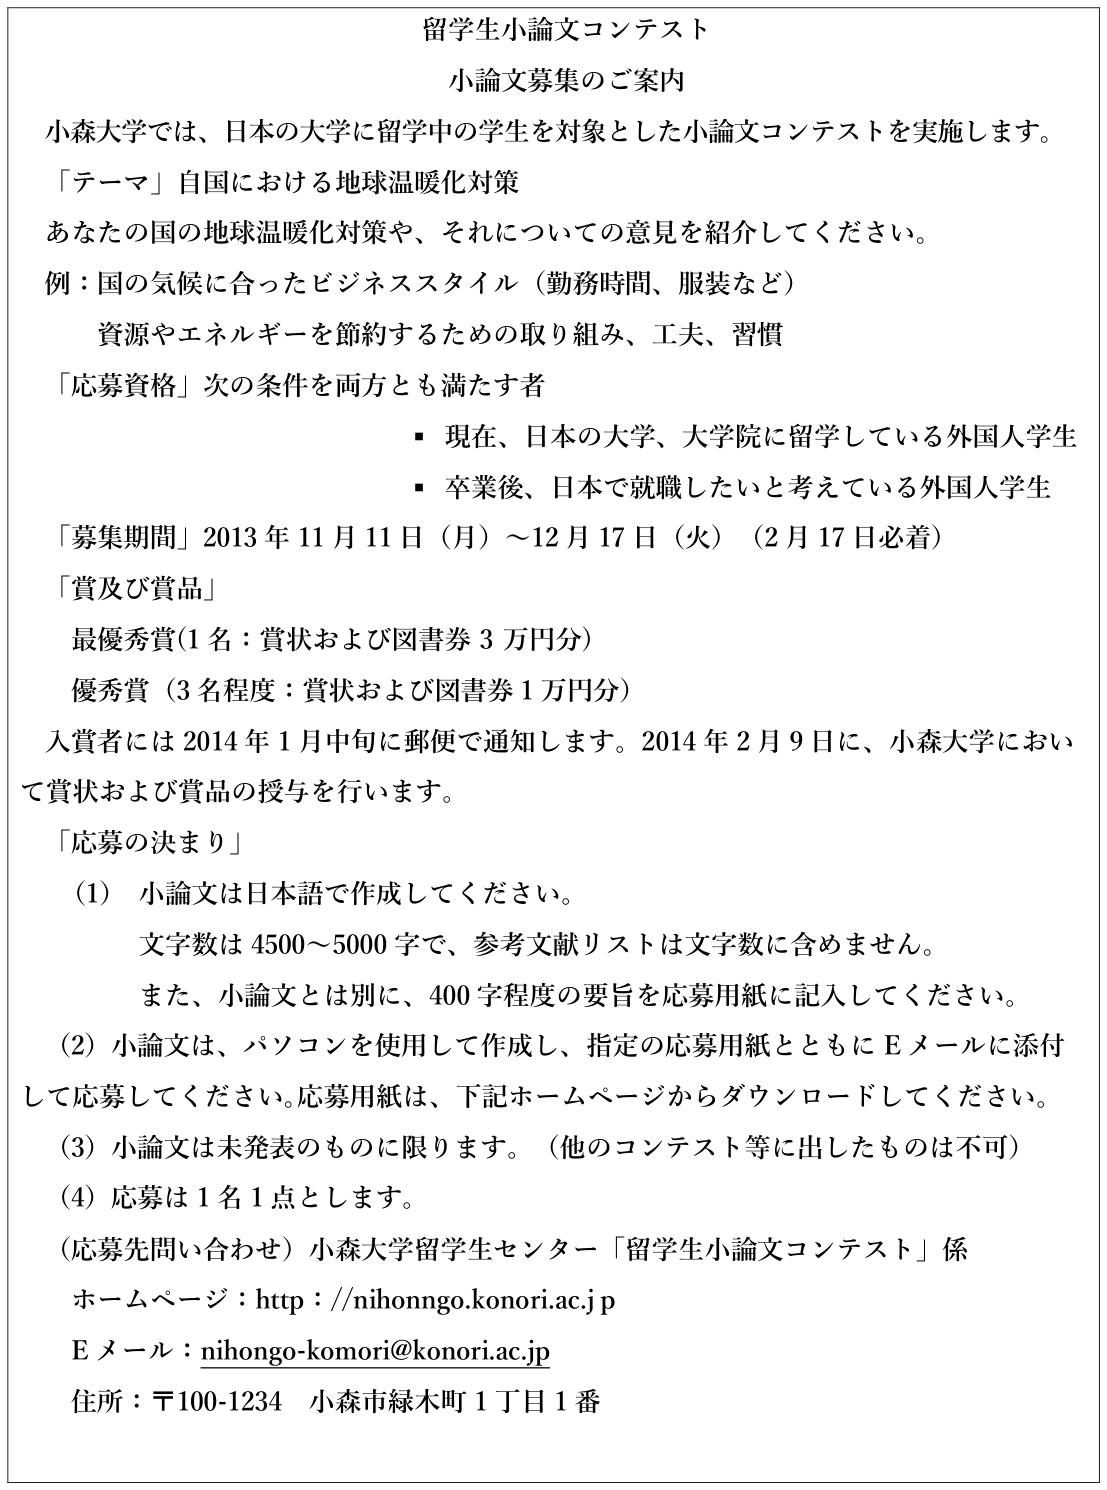 留学生小論文コンテスト
小論文募集のご案内
小森大学では、日本の大学に留学中の学生を対象とした小論文コンテストを実施します。
「テーマ」自国における地球温暖化対策
あなたの国の地球温暖化対策や、それについての意見を紹介してください。
例：国の気候に合ったビジネススタイル（勤務時間、服装など）
資源やエネルギーを節約するための取り組み、工夫、習慣
「応募資格」次の条件を両方とも満たす者
▪ 現在、日本の大学、大学院に留学している外国人学生
▪ 卒業後、日本で就職したいと考えている外国人学生
「募集期間」2013 年 11 月 11 日（月）～12 月 17 日（火）（2 月 17 日必着）
「賞及び賞品」
最優秀賞(1 名：賞状および図書券 3 万円分）
優秀賞（3 名程度：賞状および図書券 1 万円分）
入賞者には 2014 年 1 月中旬に郵便で通知します。2014 年 2 月 9 日に、小森大学におい
て賞状および賞品の授与を行います。
「応募の決まり」
（1） 小論文は日本語で作成してください。
文字数は 4500～5000 字で、参考文献リストは文字数に含めません。
また、小論文とは別に、400 字程度の要旨を応募用紙に記入してください。
（2）小論文は、パソコンを使用して作成し、指定の応募用紙とともに E メールに添付
して応募してください。応募用紙は、下記ホームページからダウンロードしてください。
（3）小論文は未発表のものに限ります。（他のコンテスト等に出したものは不可）
（4）応募は 1 名 1 点とします。
（応募先問い合わせ）小森大学留学生センター「留学生小論文コンテスト」係
ホームページ：http：//nihonngo.konori.ac.j p
E メール：nihongo-komori@konori.ac.jp
住所：〒100-1234　小森市緑木町 1 丁目 1 番